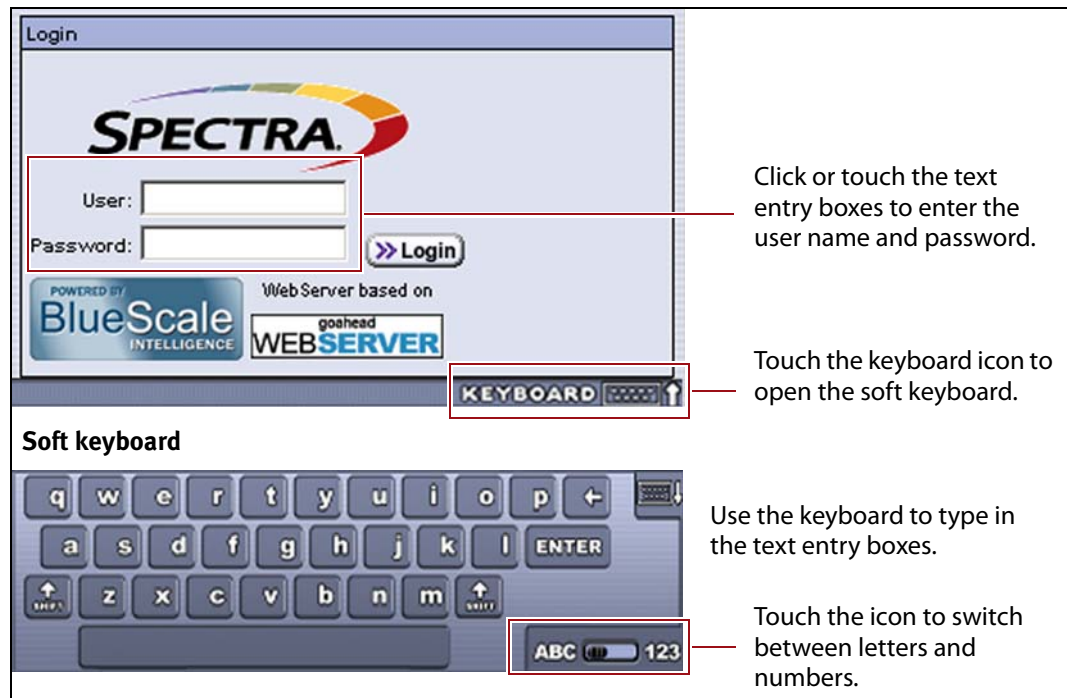 Login
SPECTRA.
User:
Password:
>> Login
POWERED BY
BlueScale
INTELLIGENCE
WebServer based on
goahead
WEBSERVER
KEYBOARD
Click or touch the text
entry boxes to enter the
user name and password.
Touch the keyboard icon to
open the soft keyboard.
Soft keyboard
q w e r t y u i o p ←
a s d f g h j k l ENTER
SHIFT z x c v b n m SHIFT
ABC 123
Use the keyboard to type in
the text entry boxes.
Touch the icon to switch
between letters and
numbers.